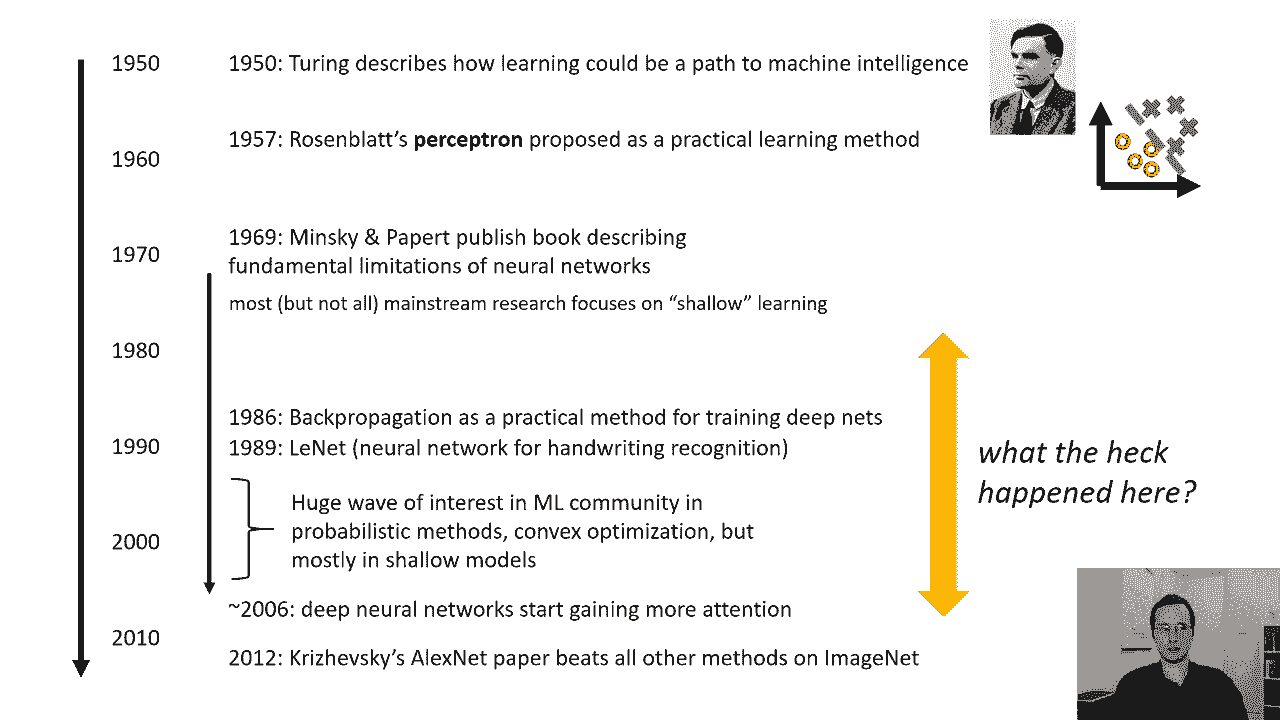 1950
1950: Turing describes how learning could be a path to machine intelligence
1957: Rosenblatt’s perceptron proposed as a practical learning method
1960
1969: Minsky & Papert publish book describing
1970
fundamental limitations of neural networks
most (but not all) mainstream research focuses on “shallow” learning
1980
1986: Backpropagation as a practical method for training deep nets
1990
1989: LeNet (neural network for handwriting recognition)
what the heck
happened here?
Huge wave of interest in ML community in
probabilistic methods, convex optimization, but
mostly in shallow models
2000
~2006: deep neural networks start gaining more attention
2010
2012: Krizhevsky’s AlexNet paper beats all other methods on ImageNet